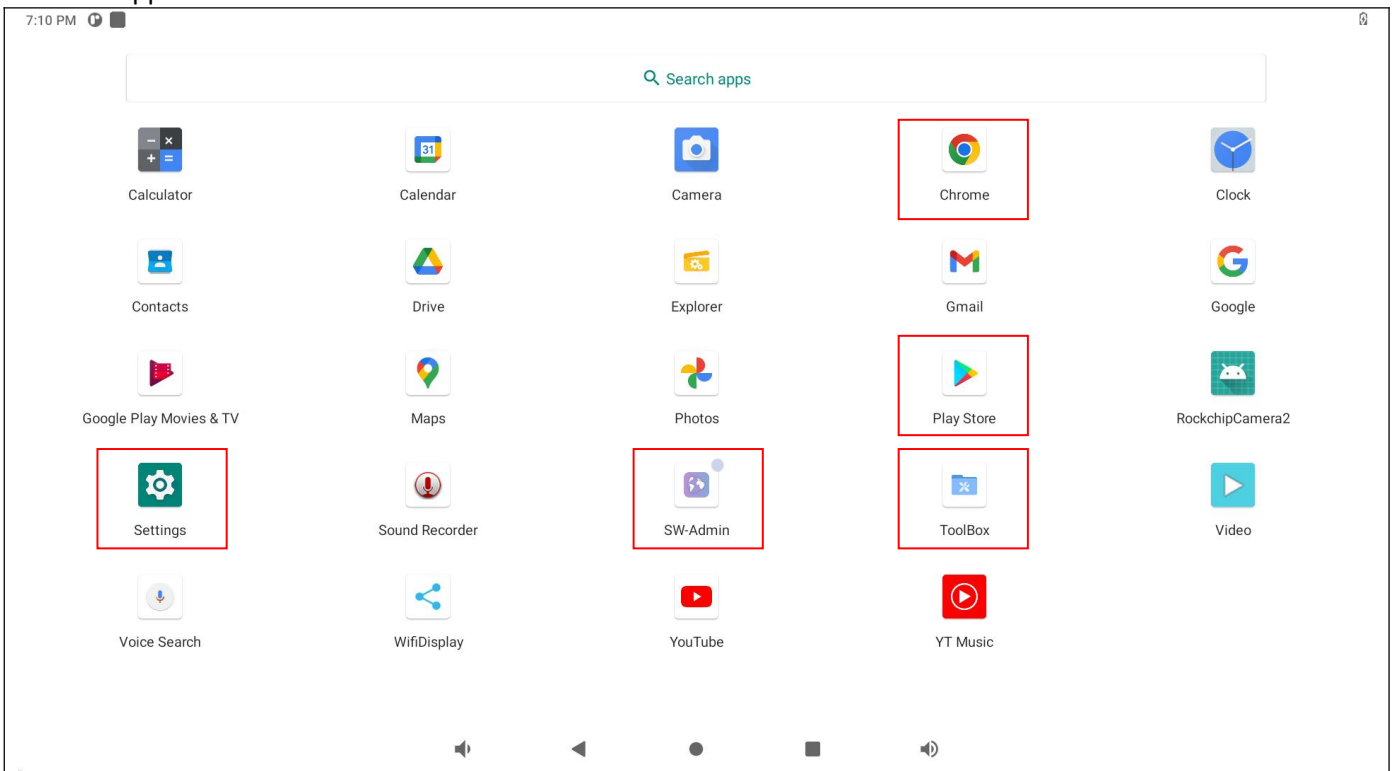 7:10 PM
Search apps
31
Calculator Calendar Camera Chrome Clock
Contacts Drive Explorer Gmail Google
Google Play Movies & TV Maps Photos Play Store RockchipCamera2
Settings Sound Recorder SW-Admin ToolBox Video
Voice Search WifiDisplay YouTube YT Music